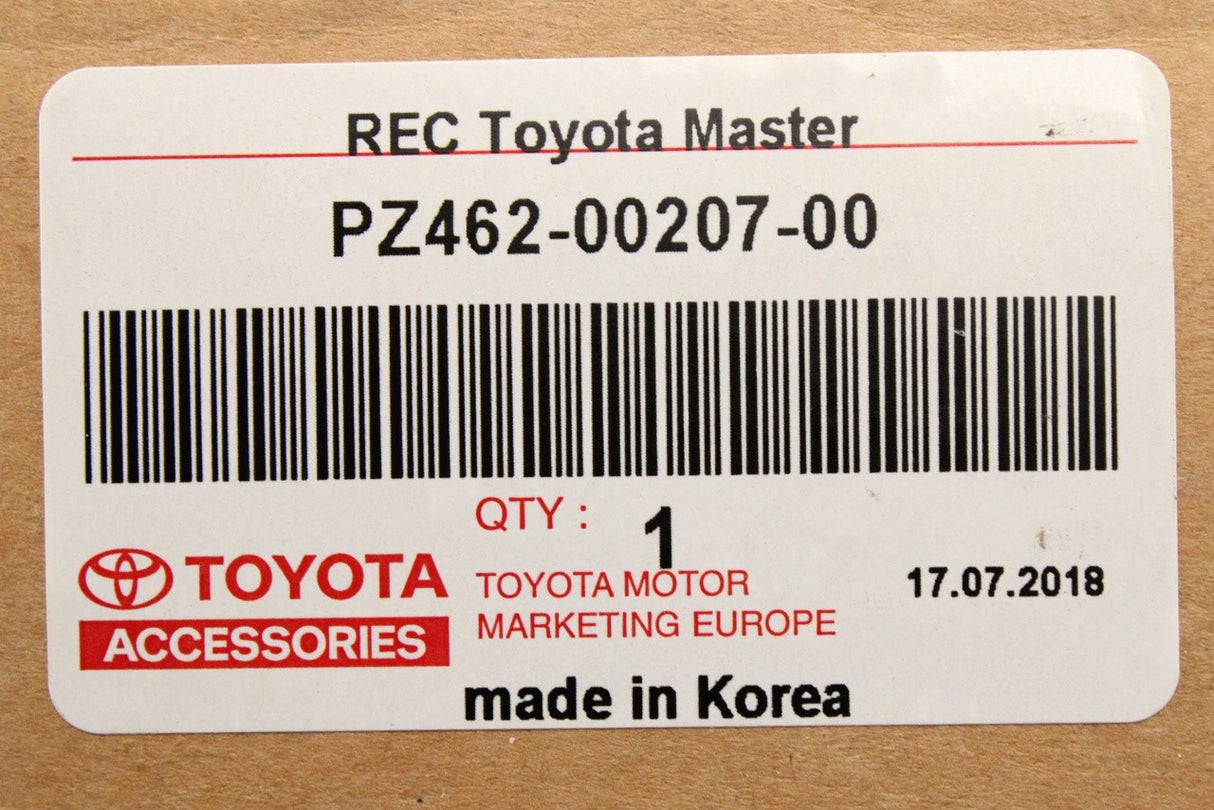 REC Toyota Master
PZ462-00207-00
QTY : 1
TOYOTA
ACCESSORIES
TOYOTA MOTOR
MARKETING EUROPE
17.07.2018
made in Korea